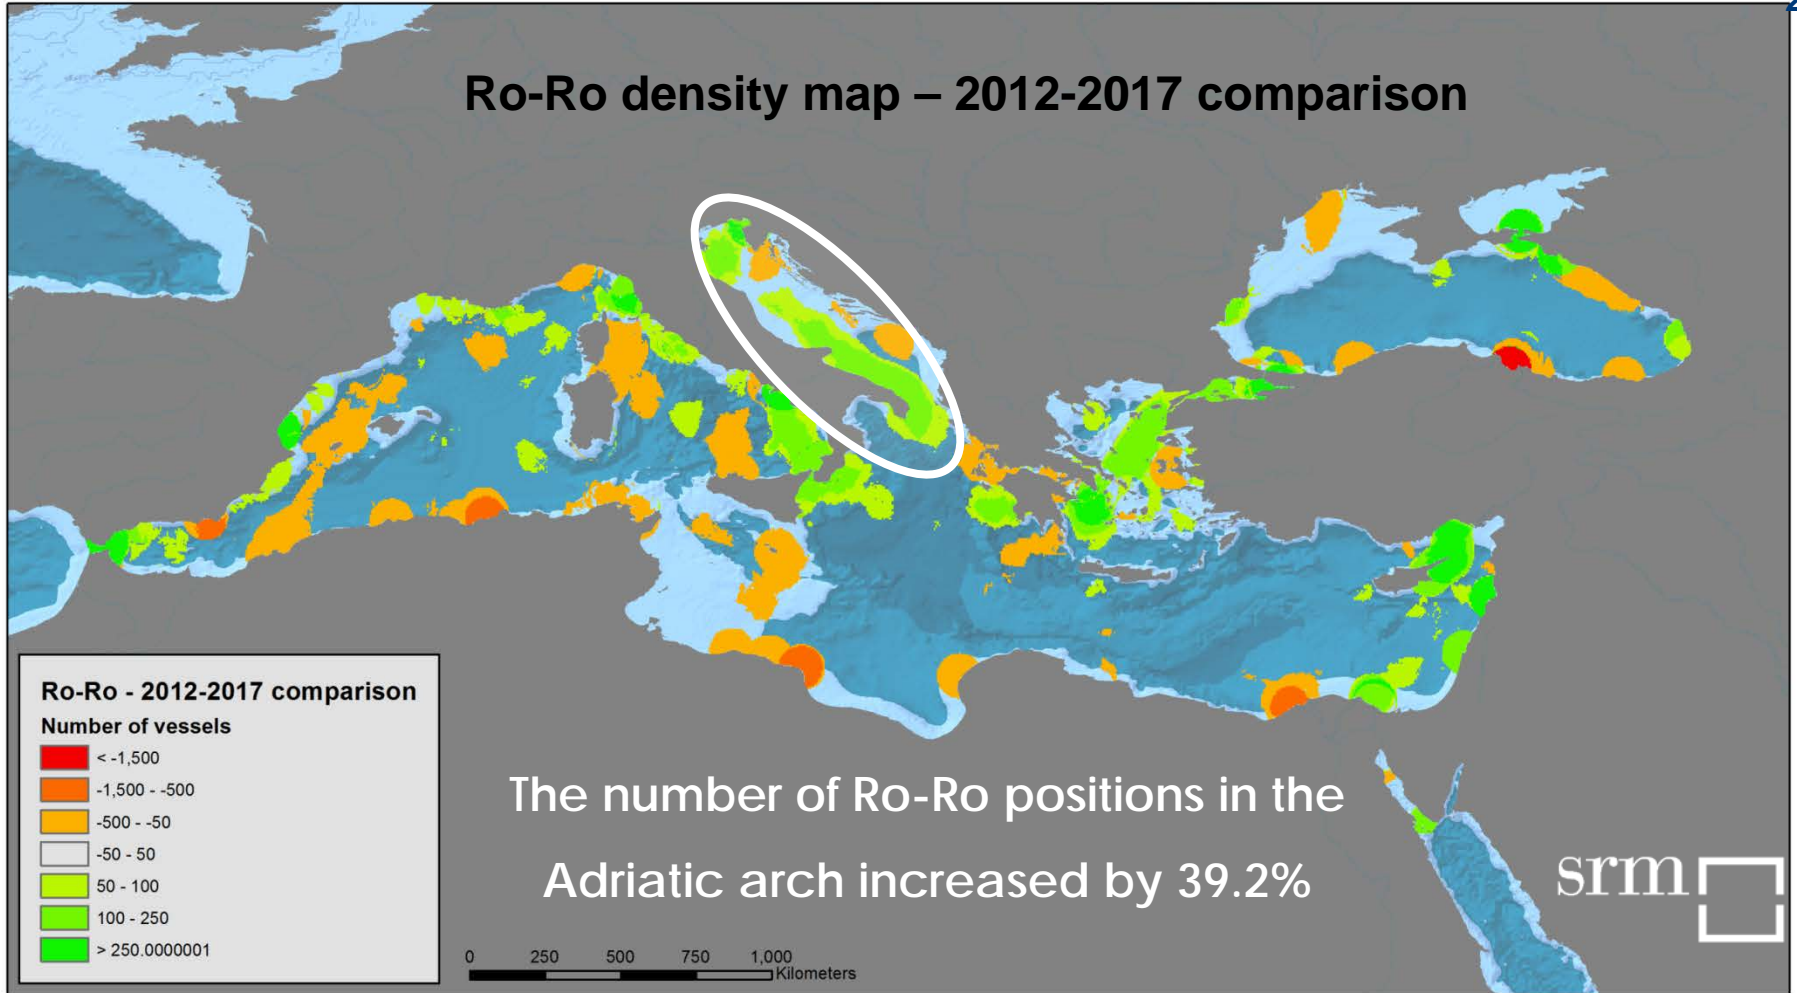 Ro-Ro density map – 2012-2017 comparison
Ro-Ro - 2012-2017 comparison
Number of vessels
< -1,500
-1,500 - -500
-500 - -50
-50 - 50
50 - 100
100 - 250
> 250.0000001
The number of Ro-Ro positions in the
Adriatic arch increased by 39.2%
0 250 500 750 1,000
Kilometers
srm